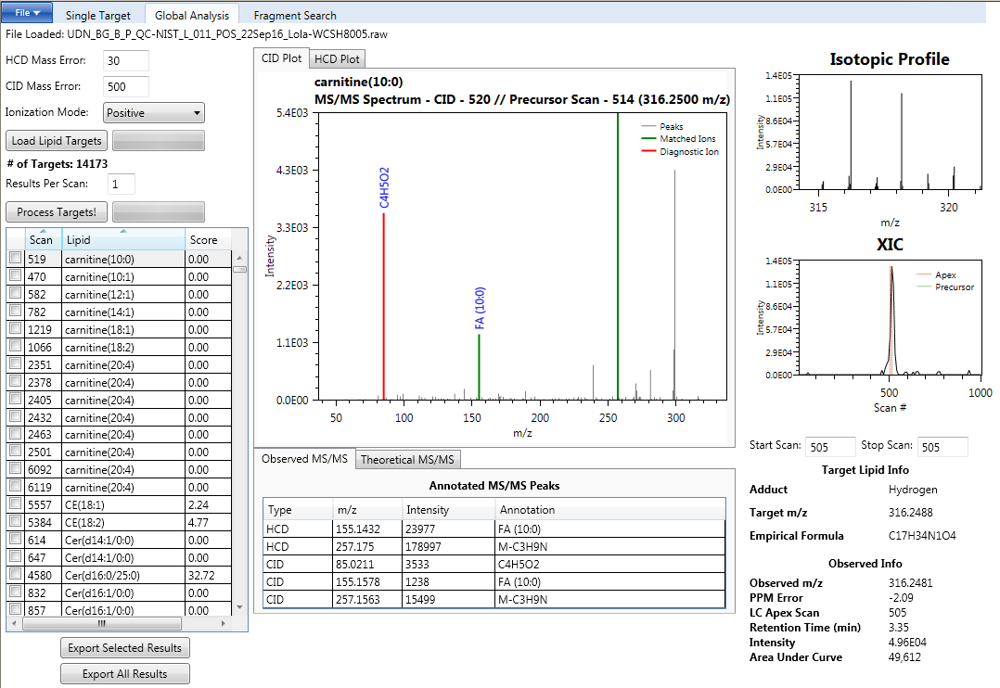 File
Single Target
Global Analysis
Fragment Search
File Loaded: UDN_BG_B_P_QC-NIST_L_011_POS_22Sep16_Lola-WCSH8005.raw
HCD Mass Error: 30
CID Mass Error: 500
Ionization Mode: Positive
Load Lipid Targets
# of Targets: 14173
Results Per Scan: 1
Process Targets!
Scan Lipid Score
519 carnitine(10:0) 0.00
470 carnitine(10:1) 0.00
582 carnitine(12:1) 0.00
782 carnitine(14:1) 0.00
1219 carnitine(18:1) 0.00
1066 carnitine(18:2) 0.00
2351 carnitine(20:4) 0.00
2378 carnitine(20:4) 0.00
2405 carnitine(20:4) 0.00
2432 carnitine(20:4) 0.00
2463 carnitine(20:4) 0.00
2501 carnitine(20:4) 0.00
6092 carnitine(20:4) 0.00
6119 carnitine(20:4) 0.00
5557 CE(18:1) 2.24
5384 CE(18:2) 4.77
614 Cer(d14:1/0:0) 0.00
647 Cer(d14:1/0:0) 0.00
4580 Cer(d16:0/25:0) 32.72
832 Cer(d16:1/0:0) 0.00
857 Cer(d16:1/0:0) 0.00
Export Selected Results
Export All Results
CID Plot
HCD Plot
carnitine(10:0)
MS/MS Spectrum - CID - 520 // Precursor Scan - 514 (316.2500 m/z)
5.4E03
4.3E03
3.3E03
2.2E03
1.1E03
0.0E00
Intensity
C4H5O2
FA (10:0)
Peaks
Matched Ions
Diagnostic Ion
50 100 150 200 250 300
m/z
Observed MS/MS
Theoretical MS/MS
Annotated MS/MS Peaks
Type m/z Intensity Annotation
HCD 155.1432 23977 FA (10:0)
HCD 257.175 178997 M-C3H9N
CID 85.0211 3533 C4H5O2
CID 155.1578 1238 FA (10:0)
CID 257.1563 15499 M-C3H9N
Isotopic Profile
1.4E05
1.1E05
8.6E04
5.7E04
2.9E04
0.0E00
Intensity
315 320
m/z
XIC
1.4E05
1.1E05
8.6E04
5.7E04
2.9E04
0.0E00
Intensity
Apex
Precursor
500 1000
Scan #
Start Scan: 505 Stop Scan: 505
Target Lipid Info
Adduct Hydrogen
Target m/z 316.2488
Empirical Formula C17H34N1O4
Observed Info
Observed m/z 316.2481
PPM Error -2.09
LC Apex Scan 505
Retention Time (min) 3.35
Intensity 4.96E04
Area Under Curve 49,612